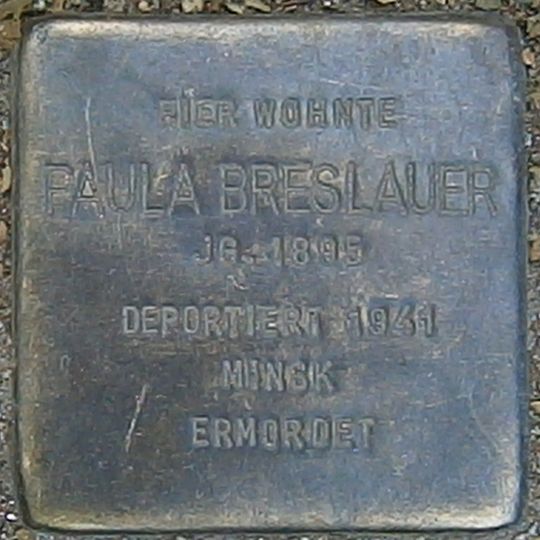 HIER WOHNTE
PAULA BRESLAUER
JG. 1895
DEPORTIERT 1941
MINSK
ERMORDET